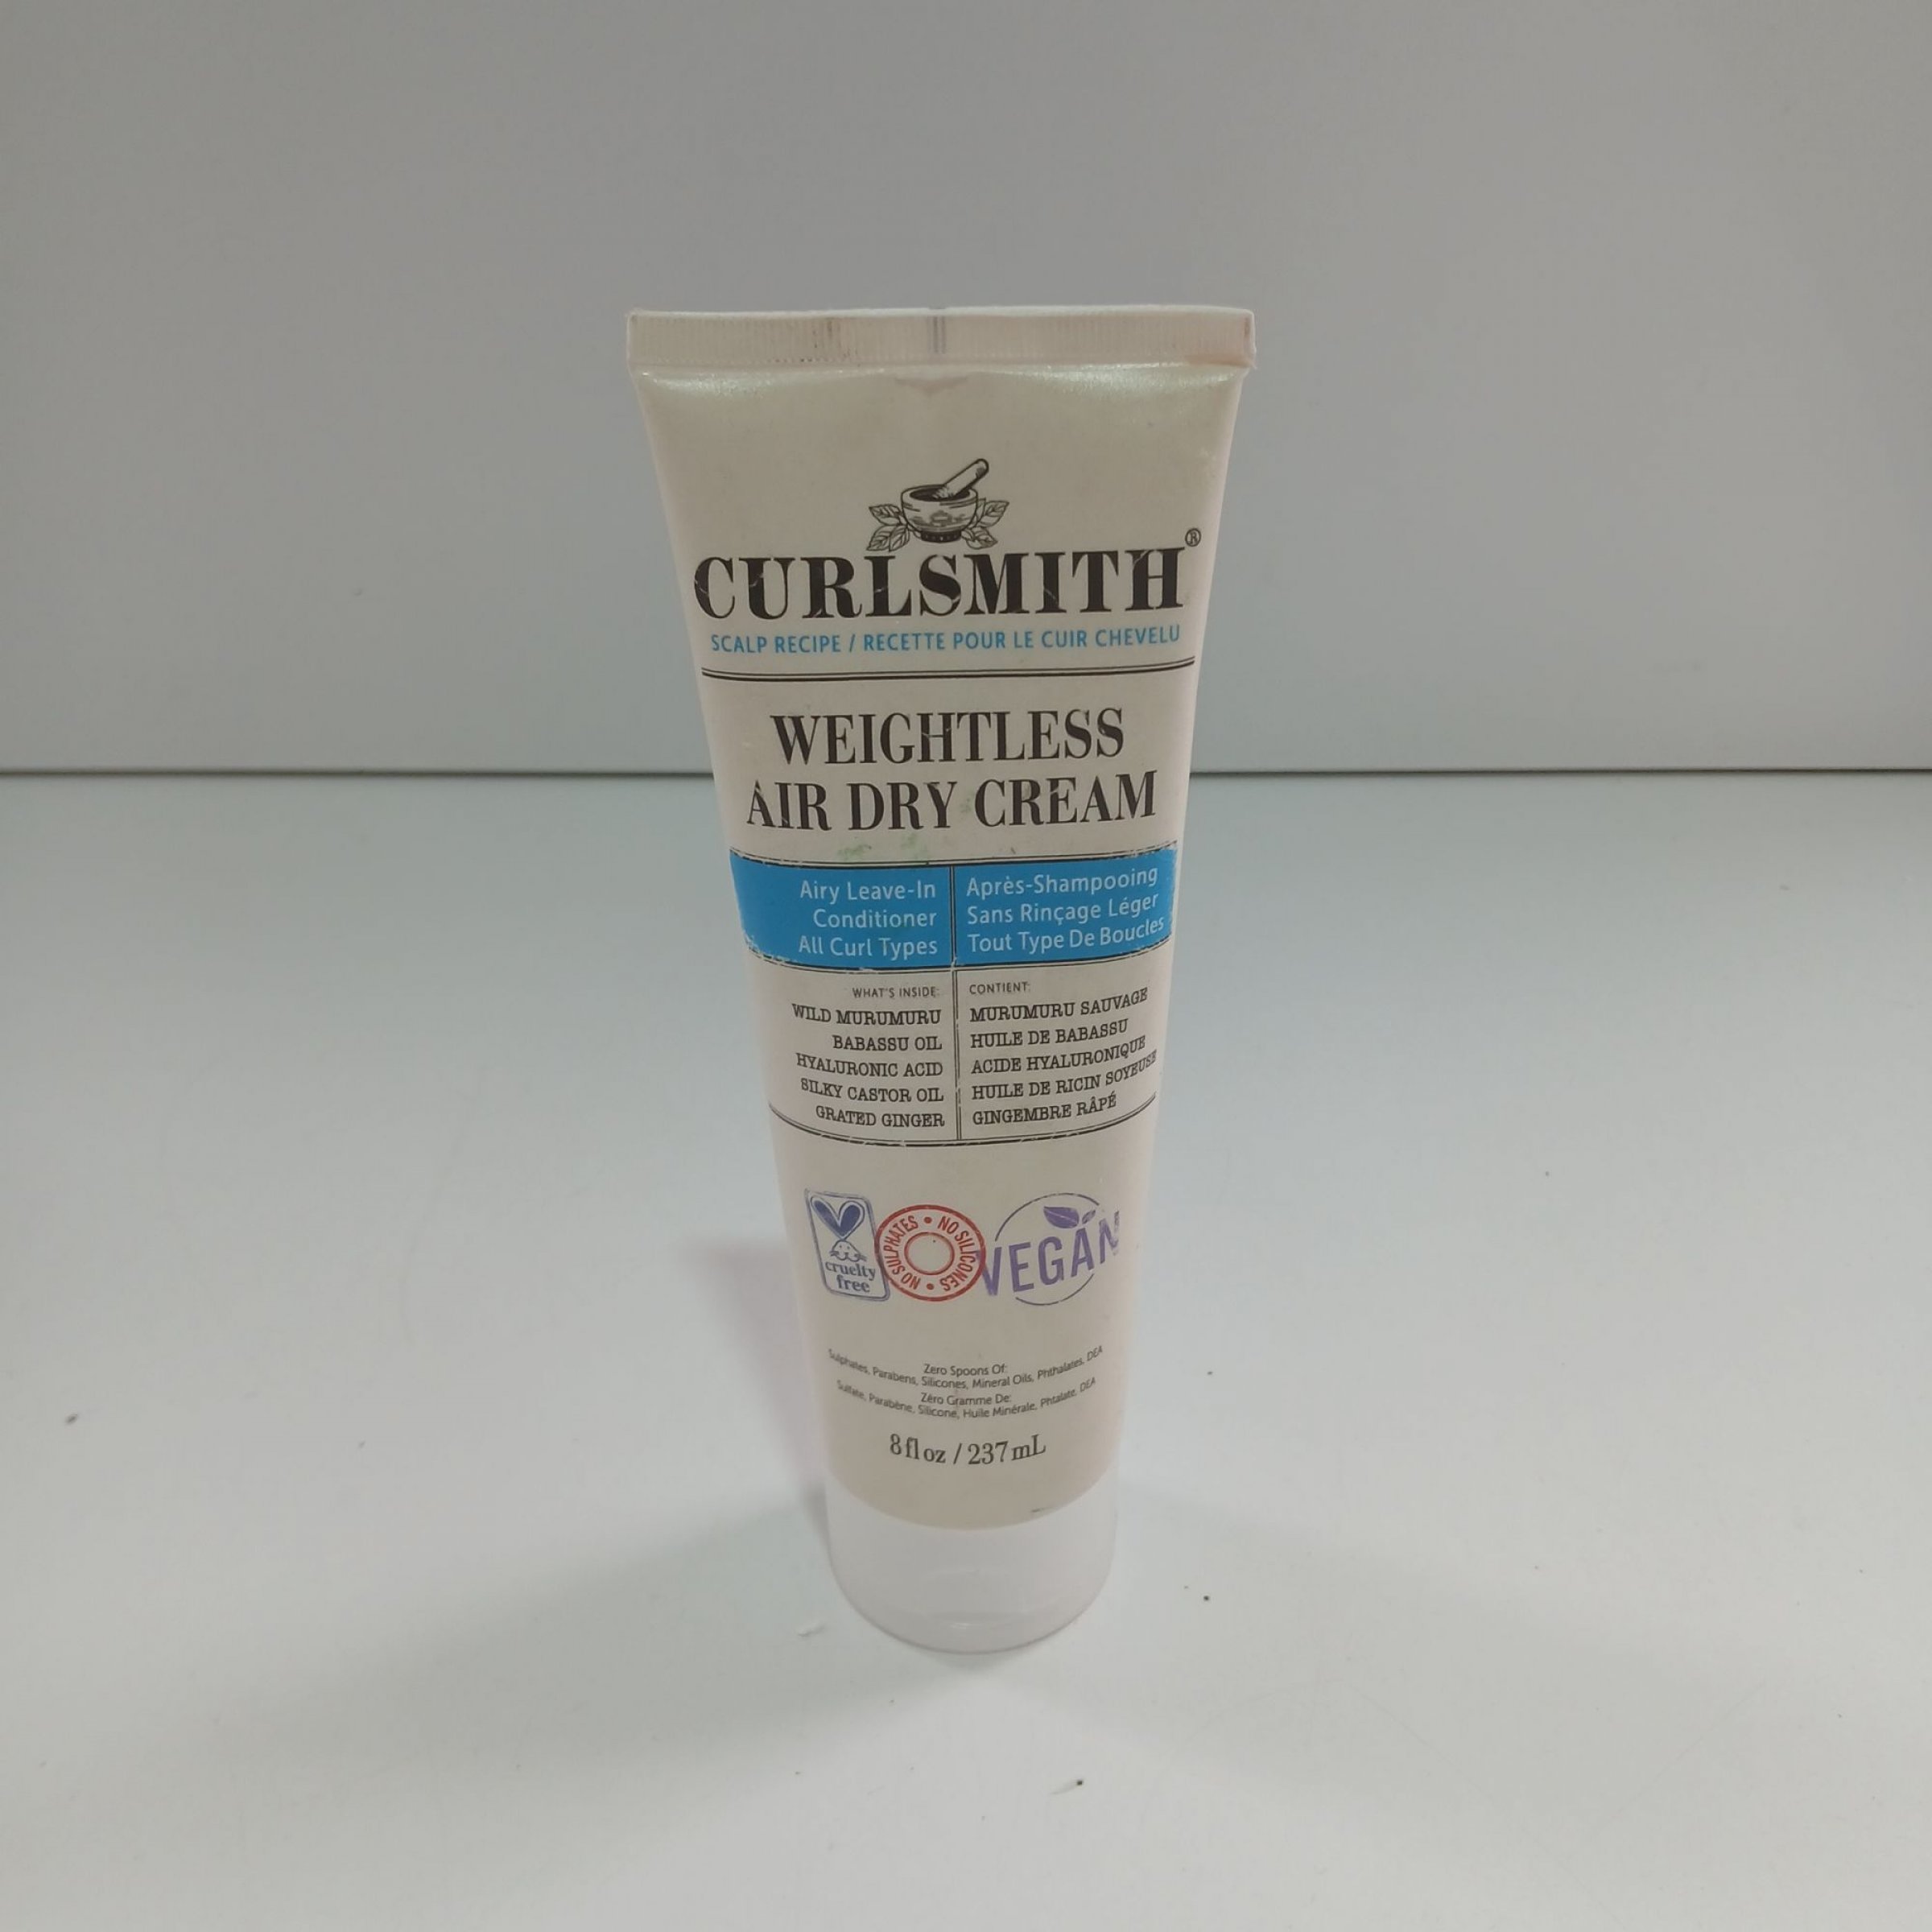 CURLSMITH®
SCALP RECIPE / RECETTE POUR LE CUIR CHEVELU
WEIGHTLESS
AIR DRY CREAM
Airy Leave-In
Conditioner
All Curl Types
Après-Shampooing
Sans Rinçage Léger
Tout Type De Boucles
WHAT'S INSIDE:
WILD MURUMURU
BABASSU OIL
HYALURONIC ACID
SILKY CASTOR OIL
GRATED GINGER
CONTIENT:
MURUMURU SAUVAGE
HUILE DE BABASSU
ACIDE HYALURONIQUE
HUILE DE RICIN SOYEUSE
GINGEMBRE RÂPÉ
cruelty
free
NO SULPHATES • NO SILICONES •
VEGAN
Zero Spoons Of:
Sulphates, Parabens, Silicones, Mineral Oils, Phthalates, DEA
Zéro Gramme De:
Sulfate, Parabène, Silicone, Huile Minérale, Phtalate, DEA
8 fl oz / 237 mL